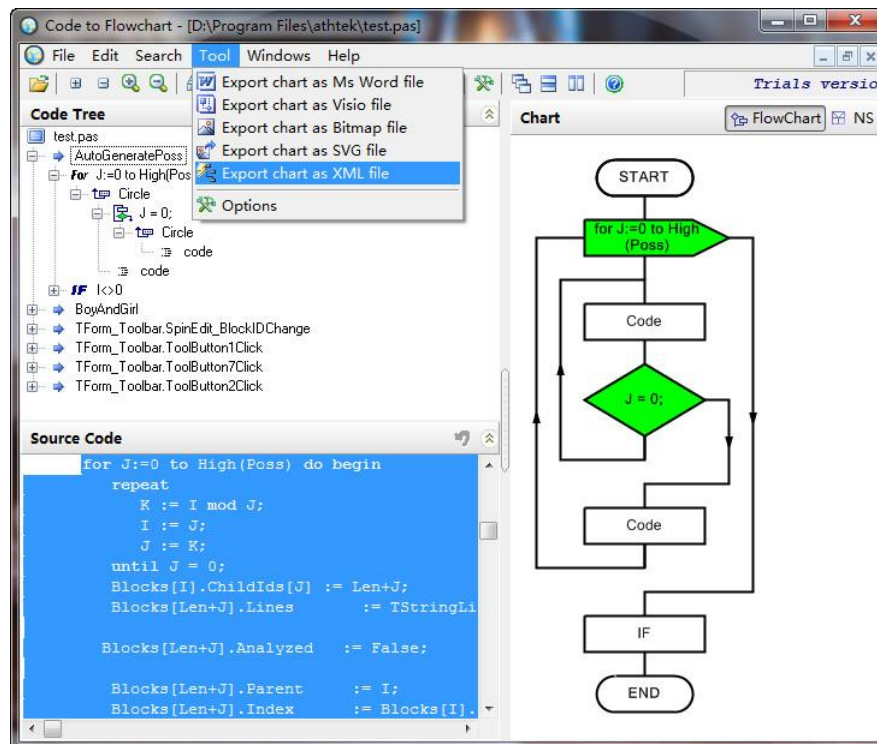 Code to Flowchart - [D:\Program Files\athtek\test.pas]
File Edit Search Tool Windows Help
Trials versio
Export chart as Ms Word file
Export chart as Visio file
Export chart as Bitmap file
Export chart as SVG file
Export chart as XML file
Options
Code Tree
test.pas
AutoGeneratePoss
For J:=0 to High(Pos
Circle
J = 0;
Circle
code
code
IF I<>0
BoyAndGirl
TForm_Toolbar.SpinEdit_BlockIDChange
TForm_Toolbar.ToolButton1Click
TForm_Toolbar.ToolButton7Click
TForm_Toolbar.ToolButton2Click
Source Code
for J:=0 to High(Poss) do begin
repeat
K := I mod J;
I := J;
J := K;
until J = 0;
Blocks[I].ChildIds[J] := Len+J;
Blocks[Len+J].Lines := TStringLi
Blocks[Len+J].Analyzed := False;
Blocks[Len+J].Parent := I;
Blocks[Len+J].Index := Blocks[I].
Chart
FlowChart NS
START
for J:=0 to High
(Poss)
Code
J = 0;
Code
IF
END